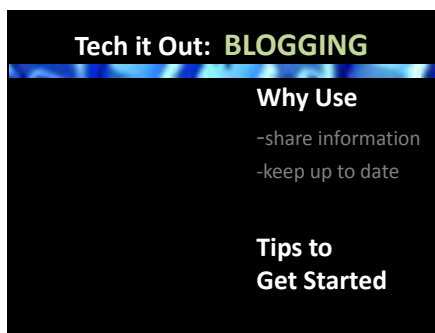 Tech it Out: BLOGGING
Why Use
-share information
-keep up to date
Tips to
Get Started